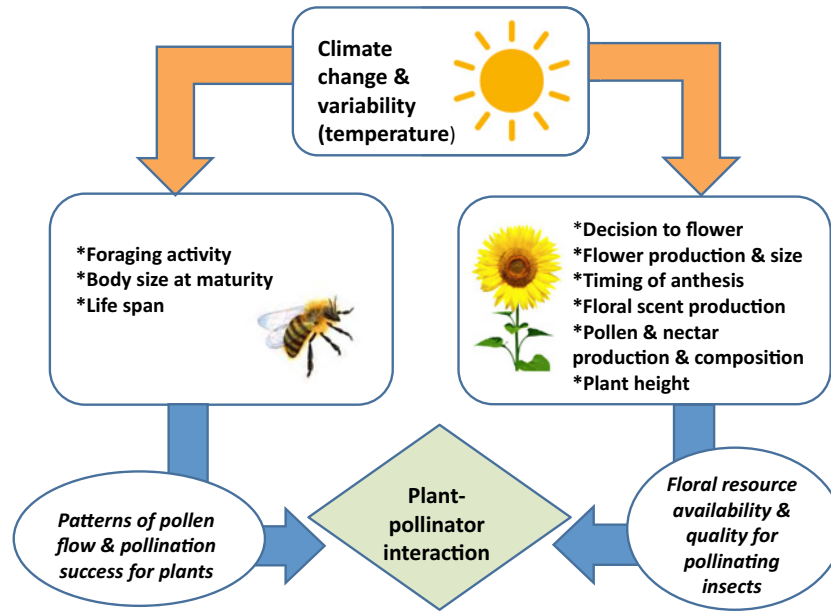 Climate
change &
variability
(temperature)
*Foraging activity
*Body size at maturity
*Life span
*Decision to flower
*Flower production & size
*Timing of anthesis
*Floral scent production
*Pollen & nectar
production & composition
*Plant height
Patterns of pollen
flow & pollination
success for plants
Plant-
pollinator
interaction
Floral resource
availability &
quality for
pollinating
insects